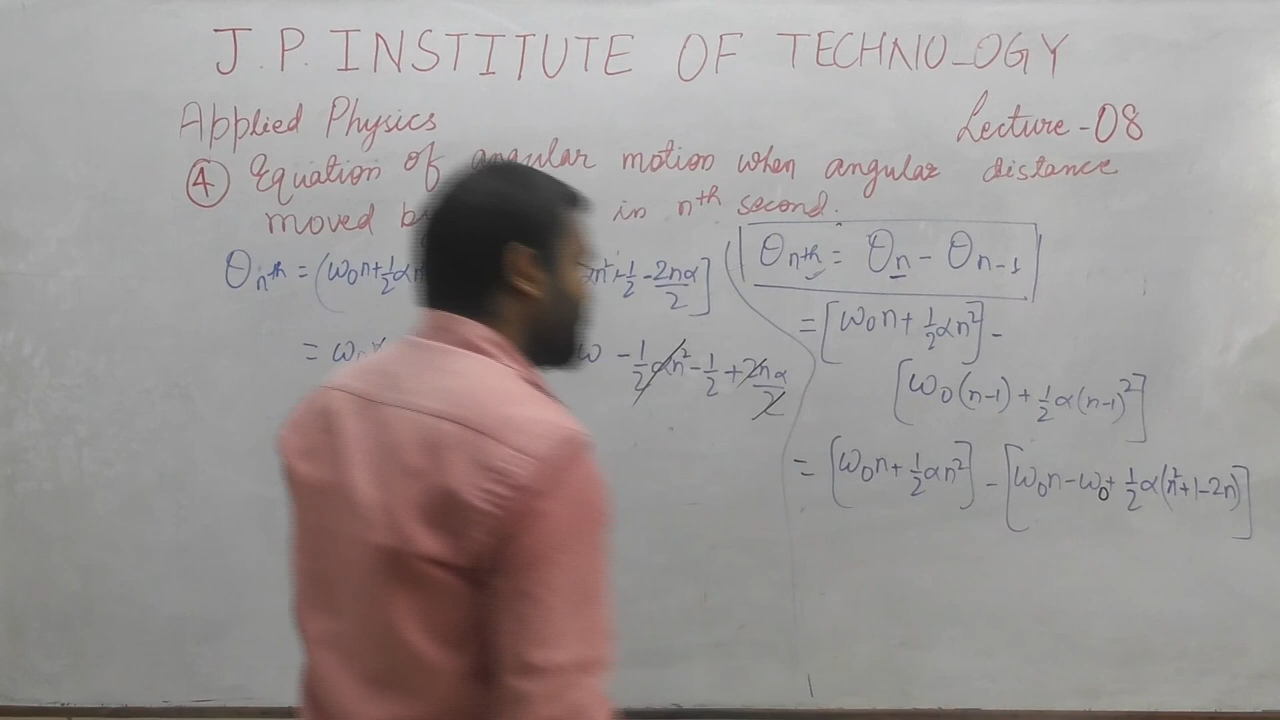 J.P. INSTITUTE OF TECHNOLOGY
Applied Physics
Lecture-08
④ Equation of angular motion when angular distance
moved in nth second.
θnth = (ω₀n + ½αn
n² + ½ - 2nα/2]
= ω₀
ω - ½αn² - ½ + 2nα/2
θnth = θn - θn-1
= [ω₀n + ½αn²] -
[ω₀(n-1) + ½α(n-1)²]
= [ω₀n + ½αn²] - [ω₀n - ω₀ + ½α(n²+1-2n)]